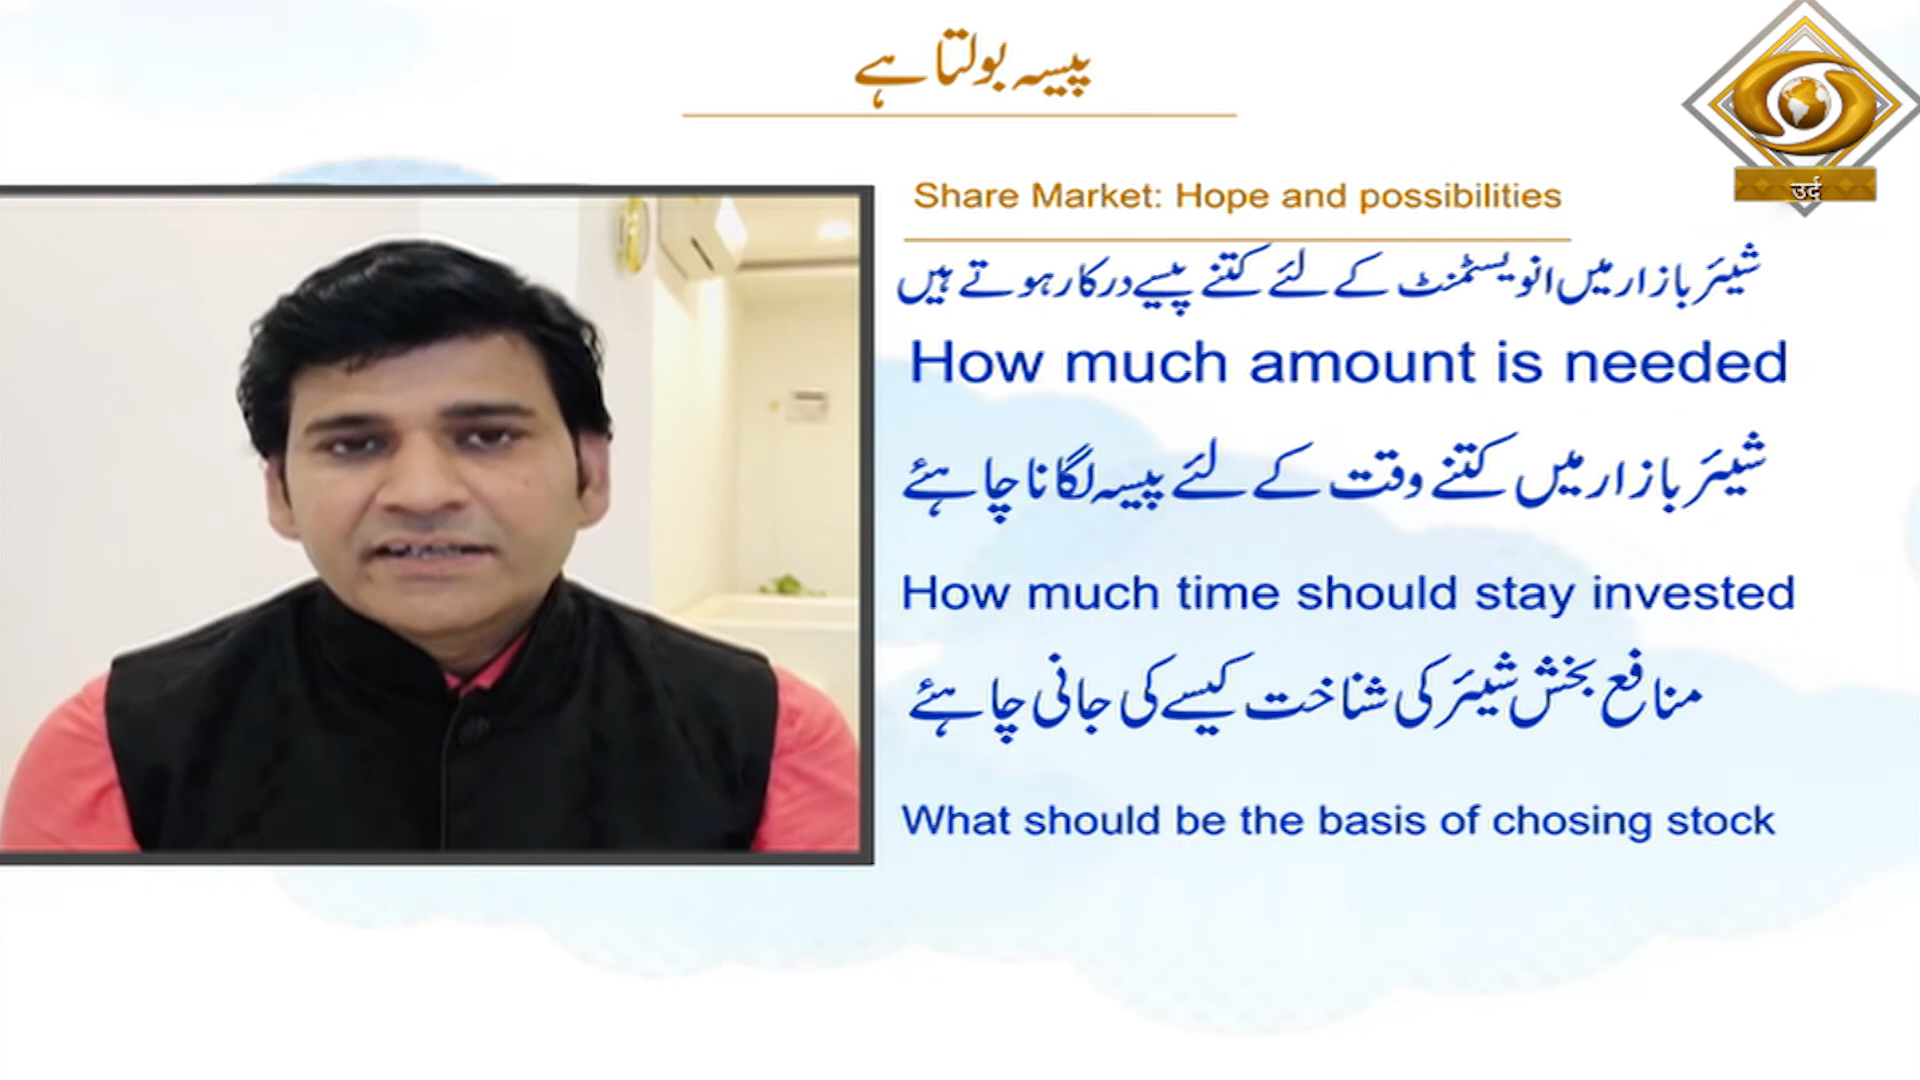 پیسہ بولتا ہے
उर्दू
Share Market: Hope and possibilities
شیئر بازار میں انویسٹمنٹ کے لئے کتنے پیسے درکار ہوتے ہیں
How much amount is needed
شیئر بازار میں کتنے وقت کے لئے پیسہ لگانا چاہئے
How much time should stay invested
منافع بخش شیئر کی شناخت کیسے کی جانی چاہئے
What should be the basis of chosing stock